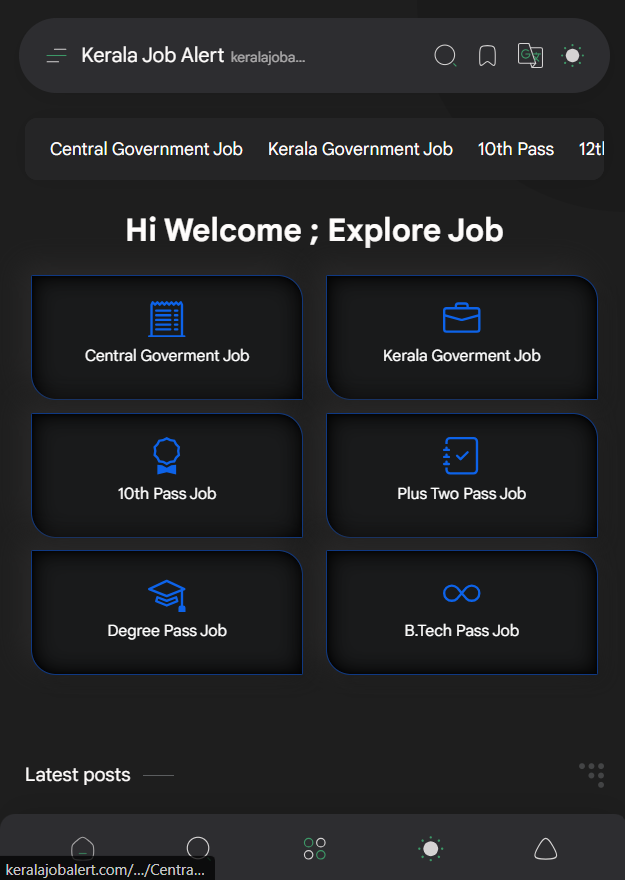 Kerala Job Alert keralajoba...
Central Government Job Kerala Government Job 10th Pass 12t
Hi Welcome ; Explore Job
Central Goverment Job
Kerala Goverment Job
10th Pass Job
Plus Two Pass Job
Degree Pass Job
B.Tech Pass Job
Latest posts
keralajobalert.com/.../Centra...